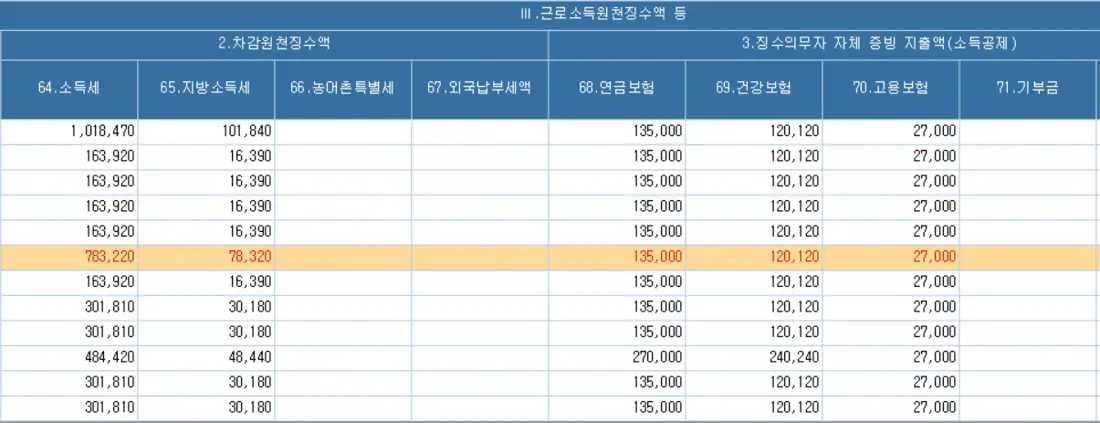 Ⅲ.근로소득원천징수액 등
2.차감원천징수액 3.징수의무자 자체 증빙 지출액(소득공제)
64.소득세 65.지방소득세 66.농어촌특별세 67.외국납부세액 68.연금보험 69.건강보험 70.고용보험 71.기부금
1,018,470 101,840 135,000 120,120 27,000
163,920 16,390 135,000 120,120 27,000
163,920 16,390 135,000 120,120 27,000
163,920 16,390 135,000 120,120 27,000
163,920 16,390 135,000 120,120 27,000
783,220 78,320 135,000 120,120 27,000
163,920 16,390 135,000 120,120 27,000
301,810 30,180 135,000 120,120 27,000
301,810 30,180 135,000 120,120 27,000
484,420 48,440 270,000 240,240 27,000
301,810 30,180 135,000 120,120 27,000
301,810 30,180 135,000 120,120 27,000